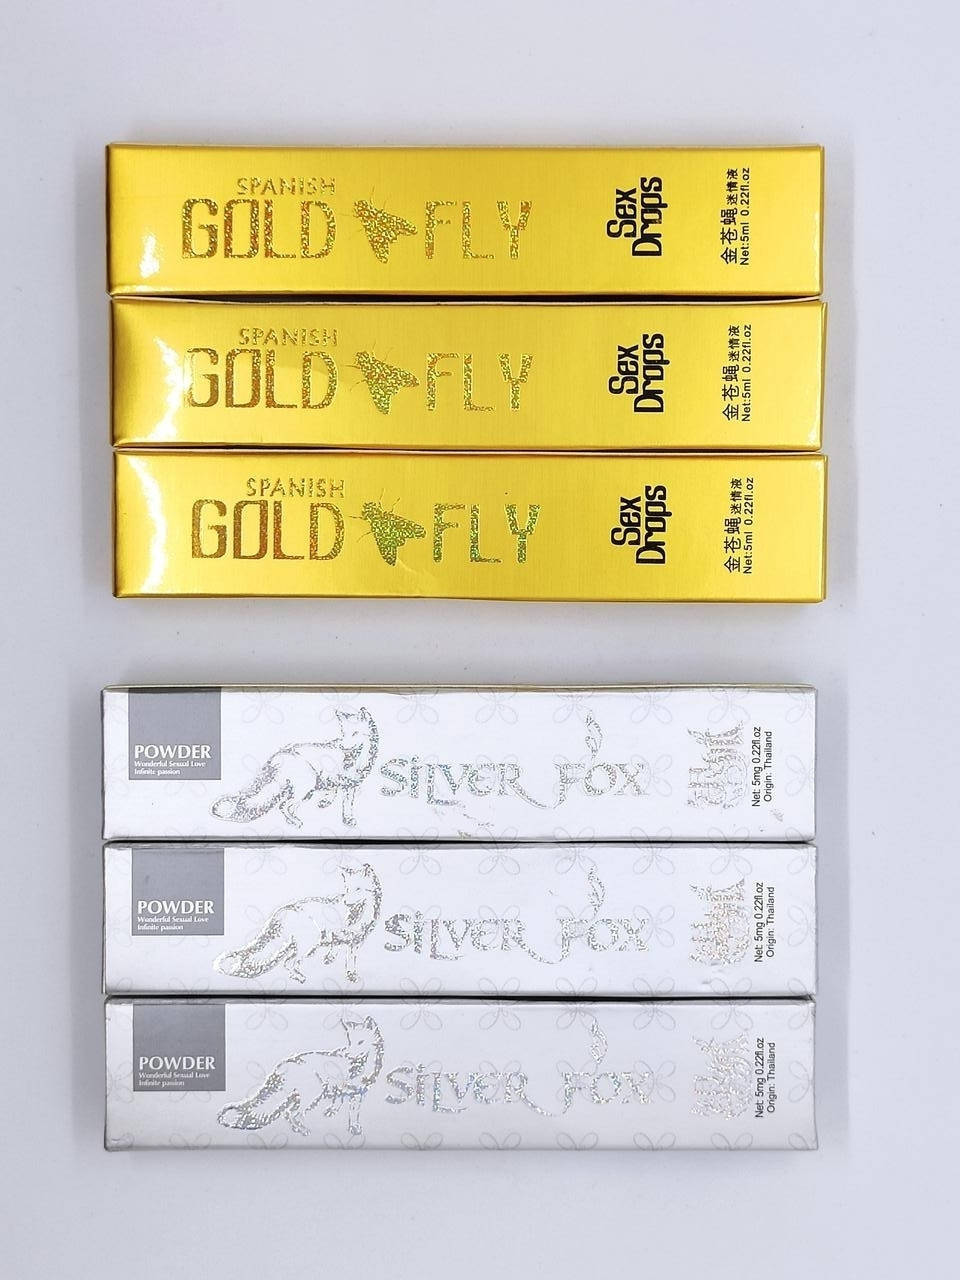 SPANISH
GOLD FLY
Sex
Drops
金苍蝇 迷情液
Net:5ml 0.22fl.oz
SPANISH
GOLD FLY
Sex
Drops
金苍蝇 迷情液
Net:5ml 0.22fl.oz
SPANISH
GOLD FLY
Sex
Drops
金苍蝇 迷情液
Net:5ml 0.22fl.oz
POWDER
Wonderful Sexual Love
Infinite passion
SILVER FOX
Net: 5mg 0.22fl.oz
Origin: Thailand
POWDER
Wonderful Sexual Love
Infinite passion
SILVER FOX
Net: 5mg 0.22fl.oz
Origin: Thailand
POWDER
Wonderful Sexual Love
Infinite passion
SILVER FOX
Net: 5mg 0.22fl.oz
Origin: Thailand